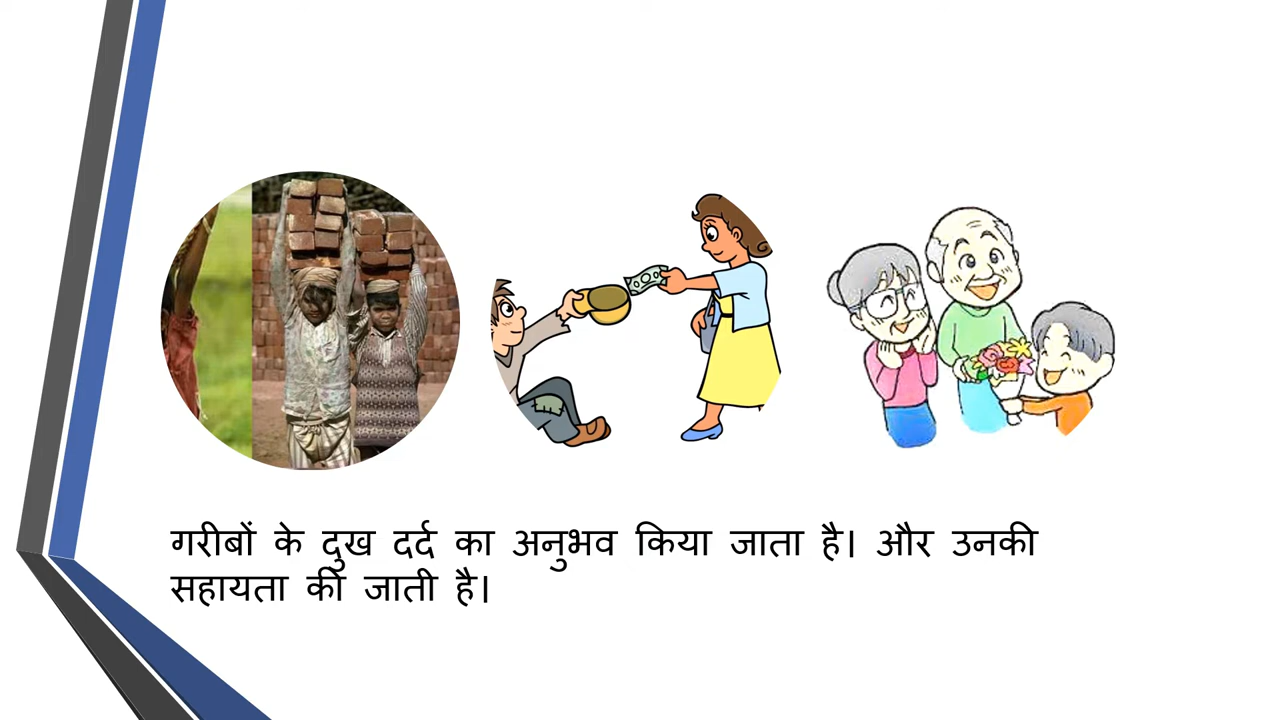 गरीबों के दुख दर्द का अनुभव किया जाता है। और उनकी
सहायता की जाती है।